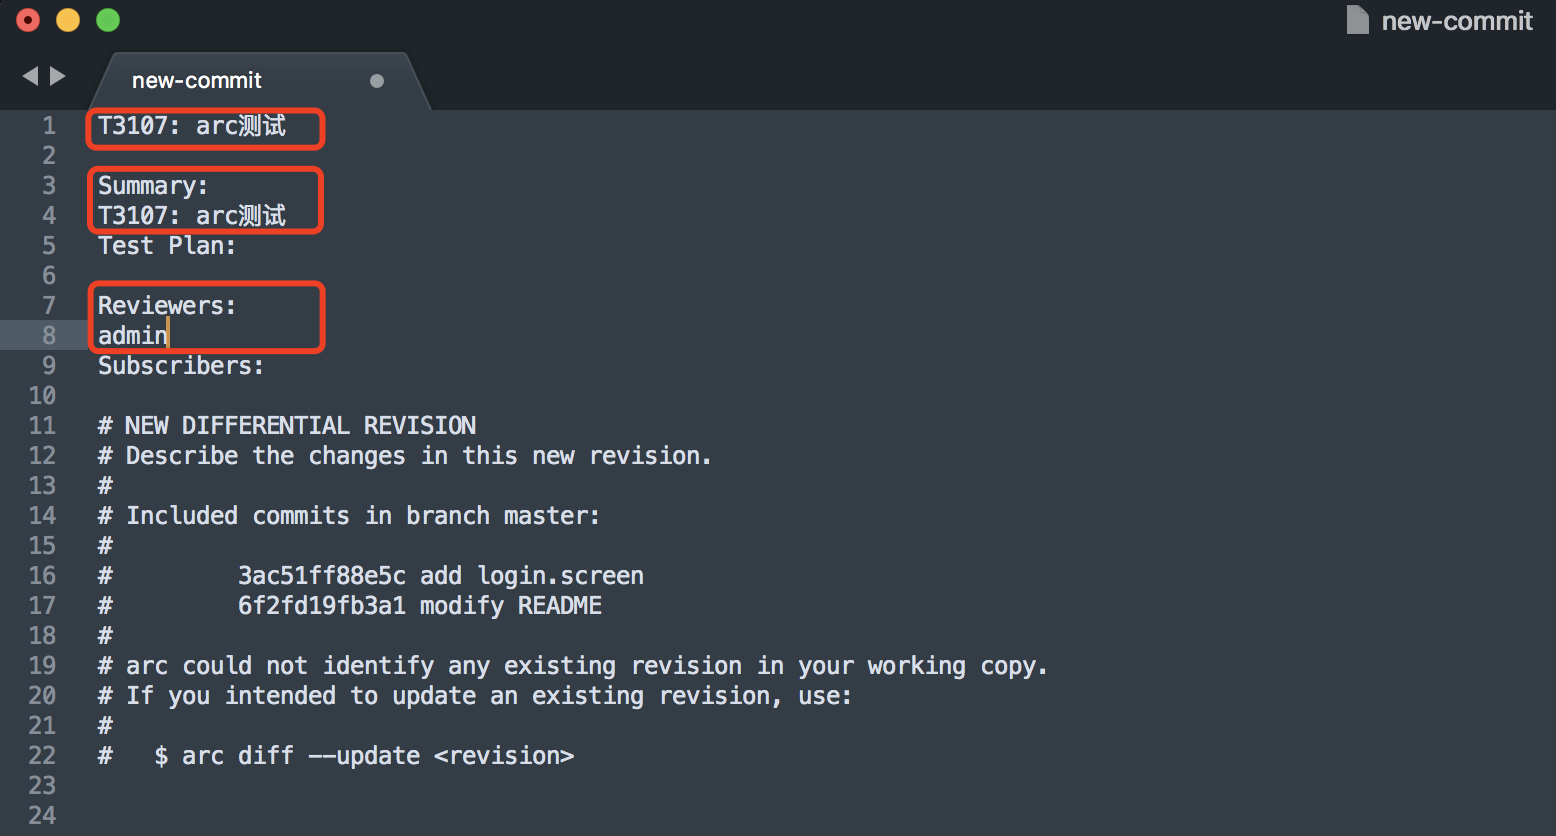 new-commit
new-commit
1 T3107: arc测试
2
3 Summary:
4 T3107: arc测试
5 Test Plan:
6
7 Reviewers:
8 admin
9 Subscribers:
10
11 # NEW DIFFERENTIAL REVISION
12 # Describe the changes in this new revision.
13 #
14 # Included commits in branch master:
15 #
16 #         3ac51ff88e5c add login.screen
17 #         6f2fd19fb3a1 modify README
18 #
19 # arc could not identify any existing revision in your working copy.
20 # If you intended to update an existing revision, use:
21 #
22 #   $ arc diff --update <revision>
23
24